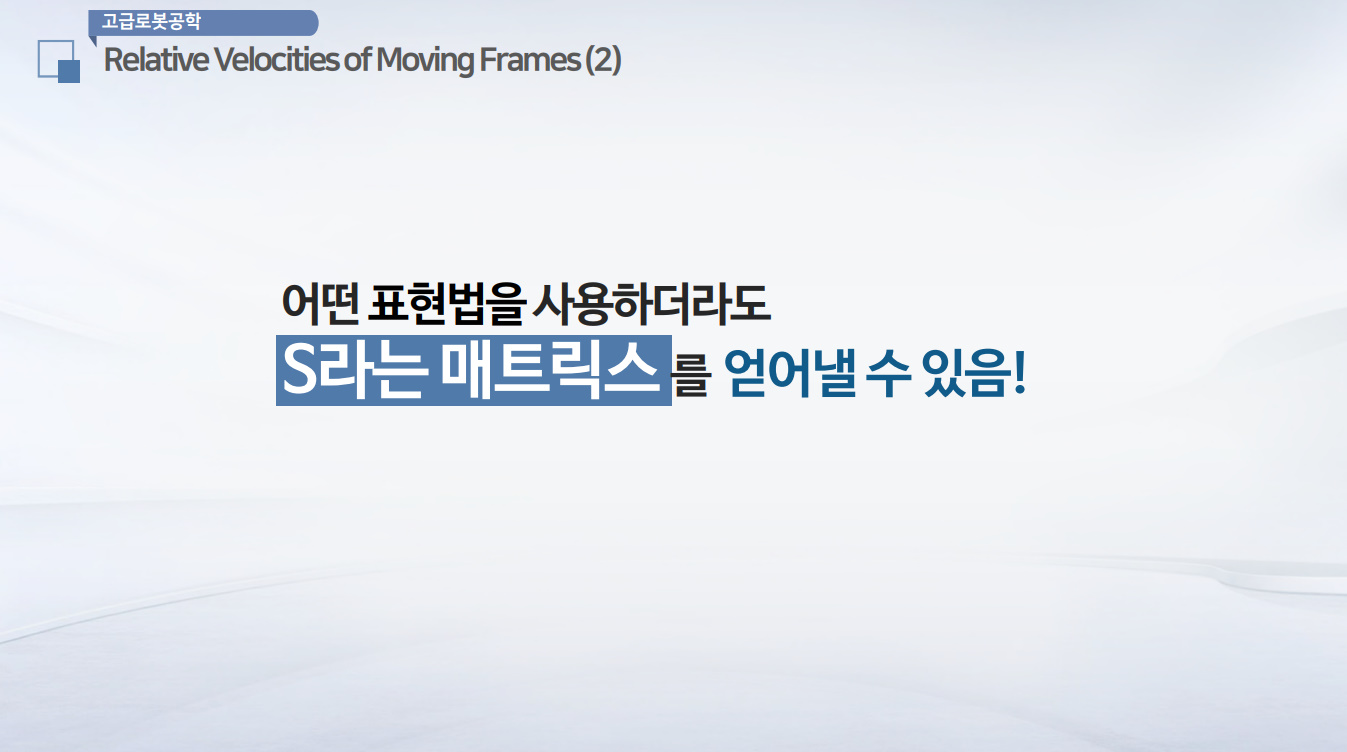 고급로봇공학
Relative Velocities of Moving Frames (2)
어떤 표현법을 사용하더라도
S라는 매트릭스를 얻어낼 수 있음!